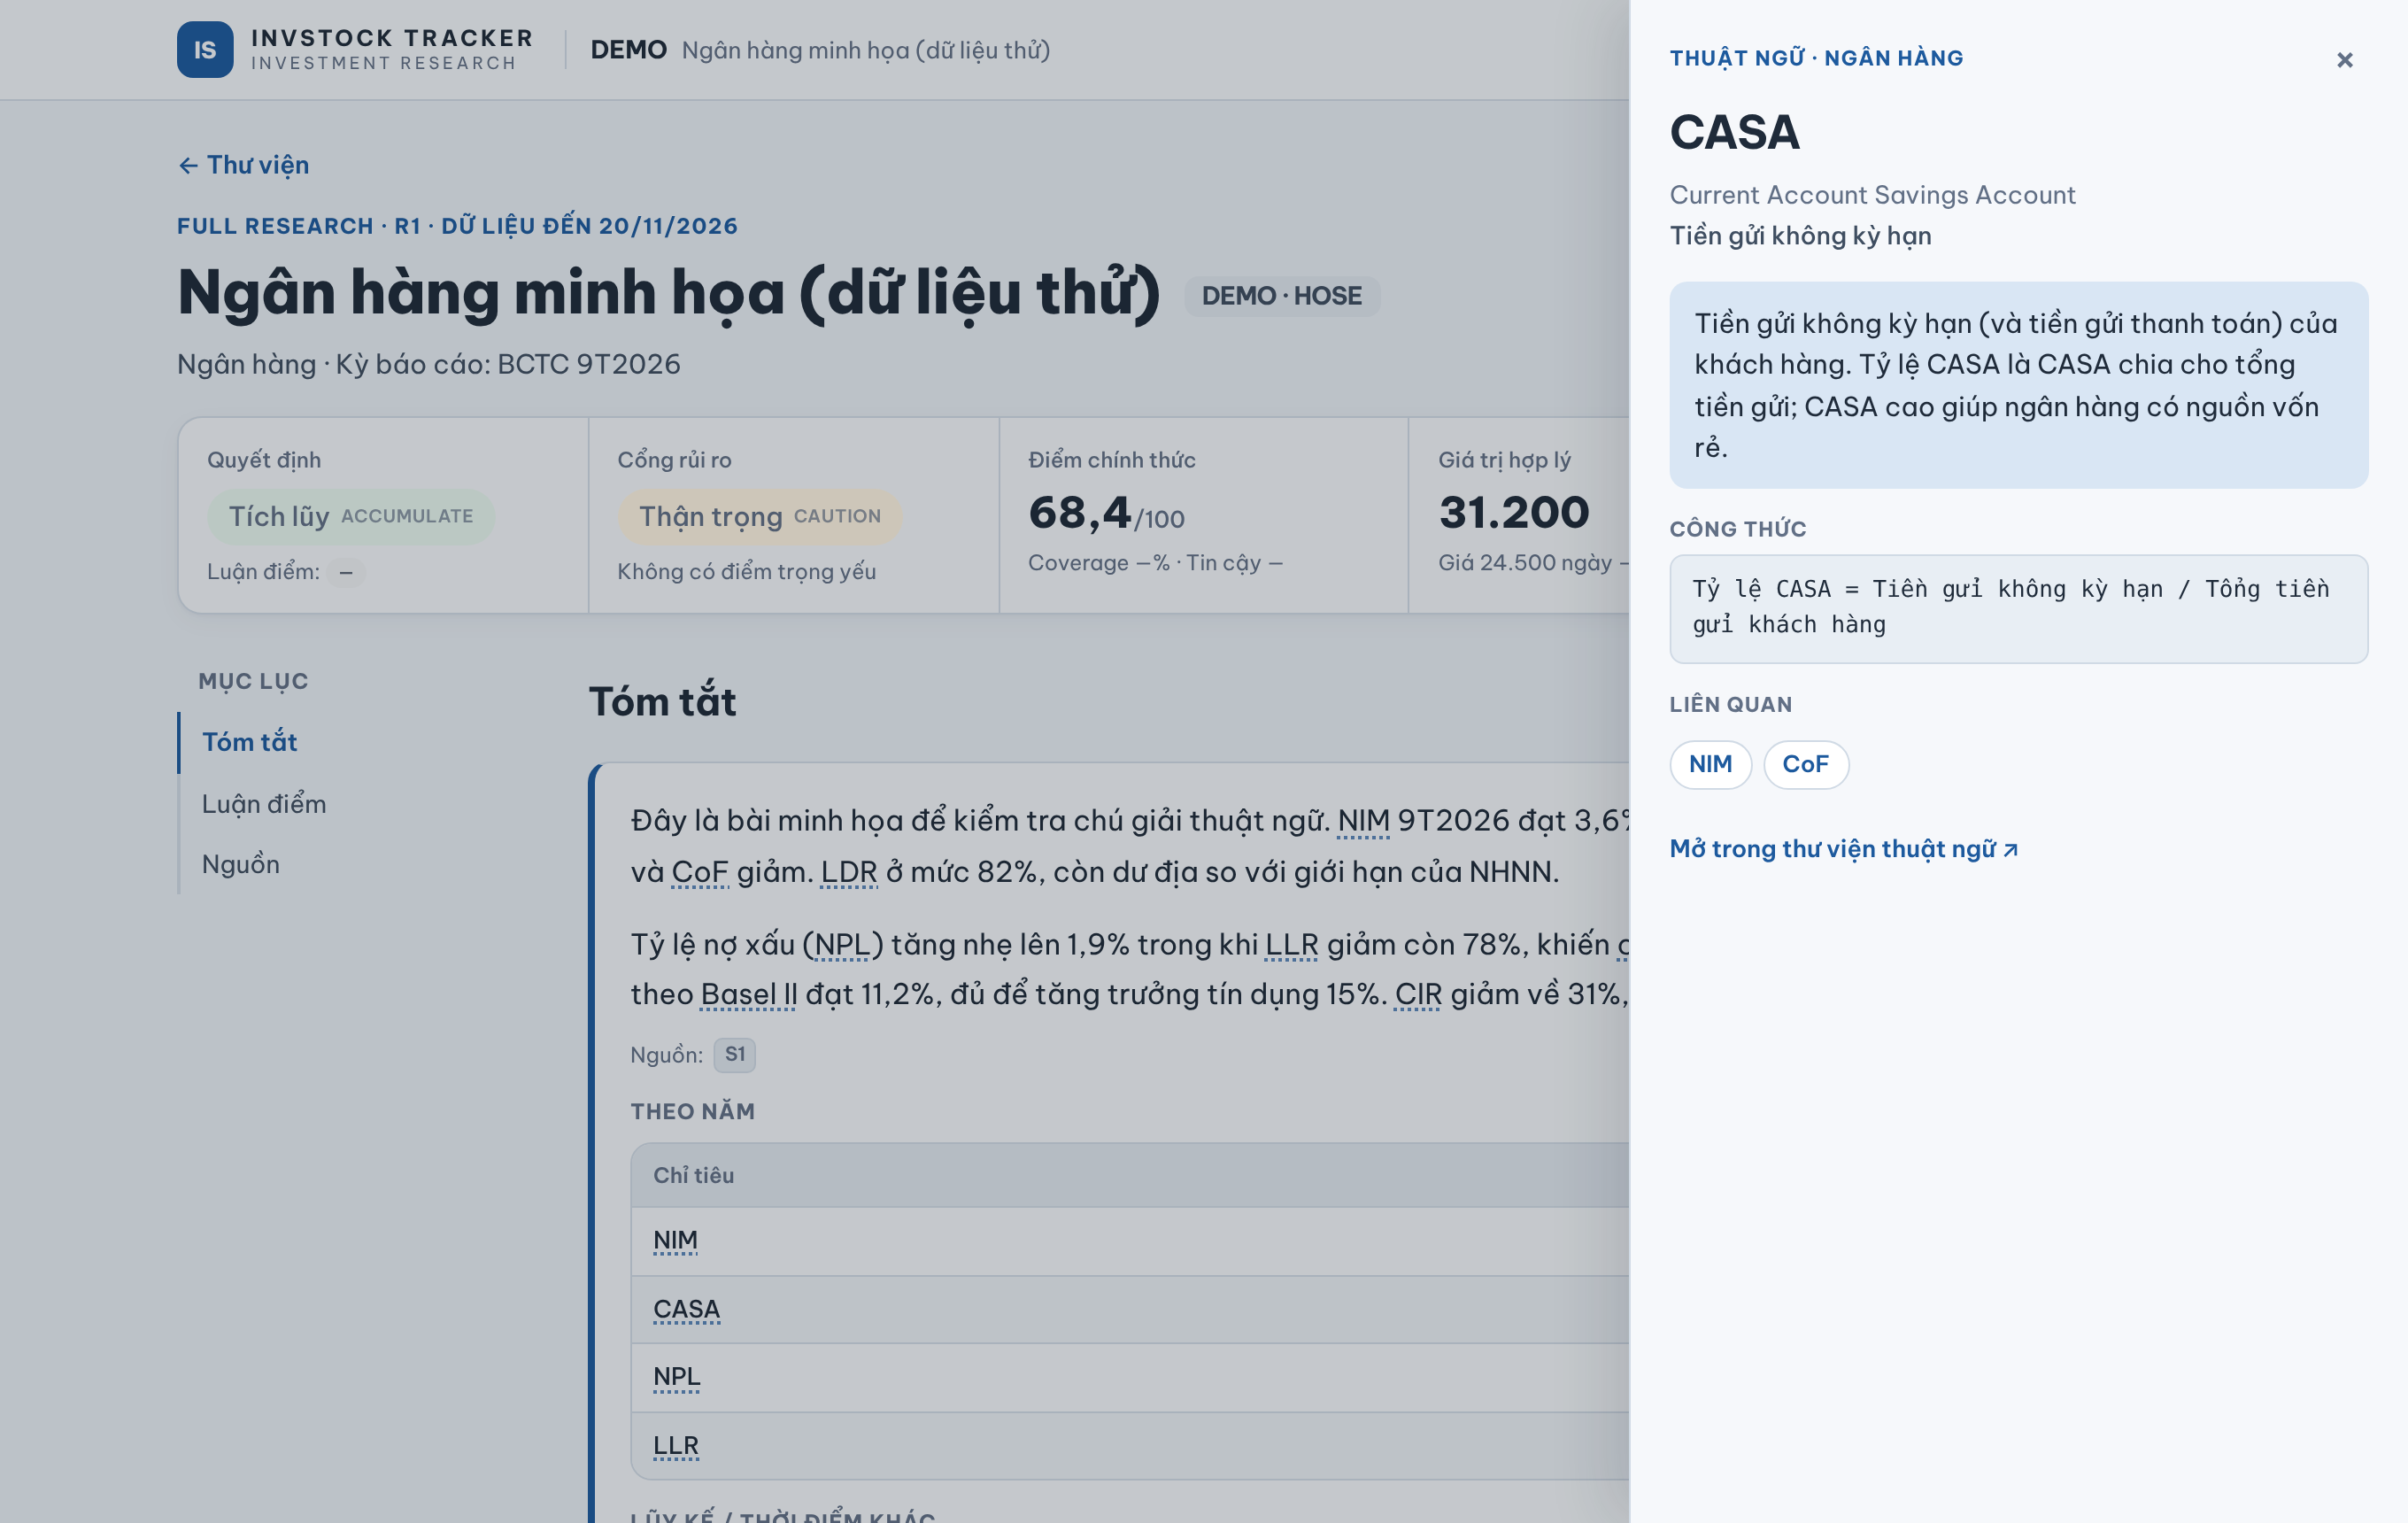 IS
INVSTOCK TRACKER
INVESTMENT RESEARCH
DEMO Ngân hàng minh họa (dữ liệu thử)
← Thư viện
FULL RESEARCH · R1 · DỮ LIỆU ĐẾN 20/11/2026
Ngân hàng minh họa (dữ liệu thử) DEMO · HOSE
Ngân hàng · Kỳ báo cáo: BCTC 9T2026
Quyết định
Tích lũy ACCUMULATE
Luận điểm: —
Cổng rủi ro
Thận trọng CAUTION
Không có điểm trọng yếu
Điểm chính thức
68,4/100
Coverage —% · Tin cậy —
Giá trị hợp lý
31.200
Giá 24.500 ngày —
MỤC LỤC
Tóm tắt
Luận điểm
Nguồn
Tóm tắt
Đây là bài minh họa để kiểm tra chú giải thuật ngữ. NIM 9T2026 đạt 3,6%
và CoF giảm. LDR ở mức 82%, còn dư địa so với giới hạn của NHNN.
Tỷ lệ nợ xấu (NPL) tăng nhẹ lên 1,9% trong khi LLR giảm còn 78%, khiến
theo Basel II đạt 11,2%, đủ để tăng trưởng tín dụng 15%. CIR giảm về 31%,
Nguồn: S1
THEO NĂM
Chỉ tiêu
NIM
CASA
NPL
LLR
LŨY KẾ / THỜI ĐIỂM KHÁC
THUẬT NGỮ · NGÂN HÀNG ×
CASA
Current Account Savings Account
Tiền gửi không kỳ hạn
Tiền gửi không kỳ hạn (và tiền gửi thanh toán) của
khách hàng. Tỷ lệ CASA là CASA chia cho tổng
tiền gửi; CASA cao giúp ngân hàng có nguồn vốn
rẻ.
CÔNG THỨC
Tỷ lệ CASA = Tiền gửi không kỳ hạn / Tổng tiền
gửi khách hàng
LIÊN QUAN
NIM CoF
Mở trong thư viện thuật ngữ ↗